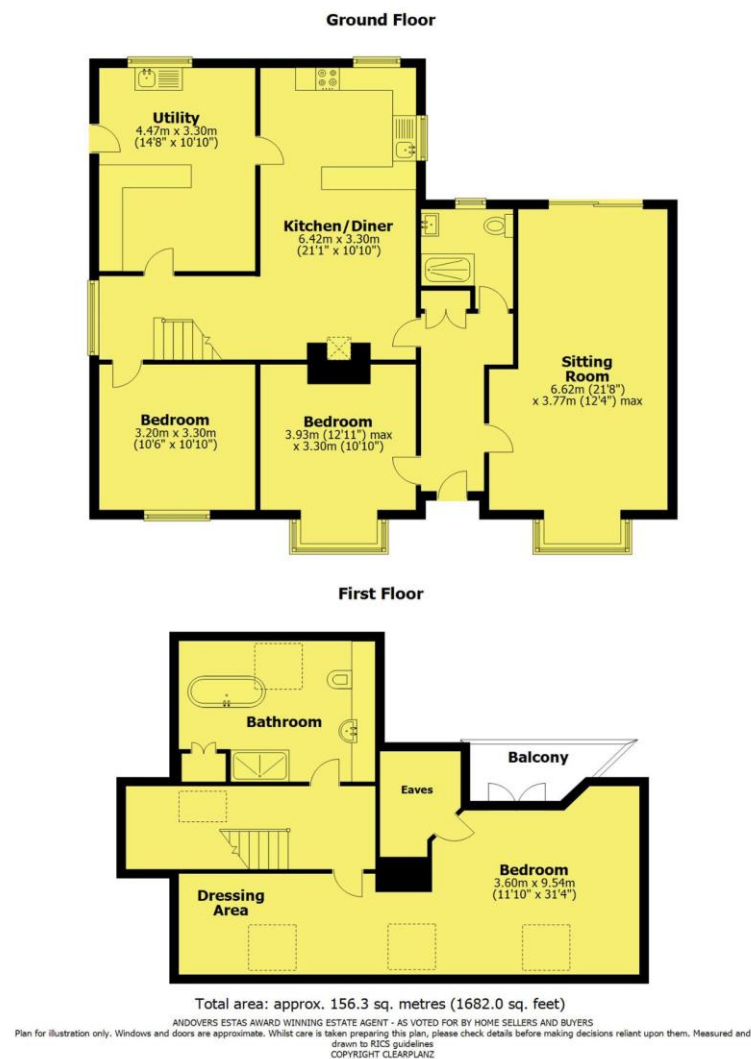 Ground Floor
Utility
4.47m x 3.30m
(14'8" x 10'10")
Kitchen/Diner
6.42m x 3.30m
(21'1" x 10'10")
Sitting
Room
6.62m (21'8")
x 3.77m (12'4") max
Bedroom
3.20m x 3.30m
(10'6" x 10'10")
Bedroom
3.93m (12'11") max
x 3.30m (10'10")
First Floor
Bathroom
Balcony
Eaves
Bedroom
3.60m x 9.54m
(11'10" x 31'4")
Dressing
Area
Total area: approx. 156.3 sq. metres (1682.0 sq. feet)
ANDOVERS ESTAS AWARD WINNING ESTATE AGENT - AS VOTED FOR BY HOME SELLERS AND BUYERS
Plan for illustration only. Windows and doors are approximate. Whilst care is taken preparing this plan, please check details before making decisions reliant upon them. Measured and
drawn to RICS guidelines
COPYRIGHT CLEARPLANZ